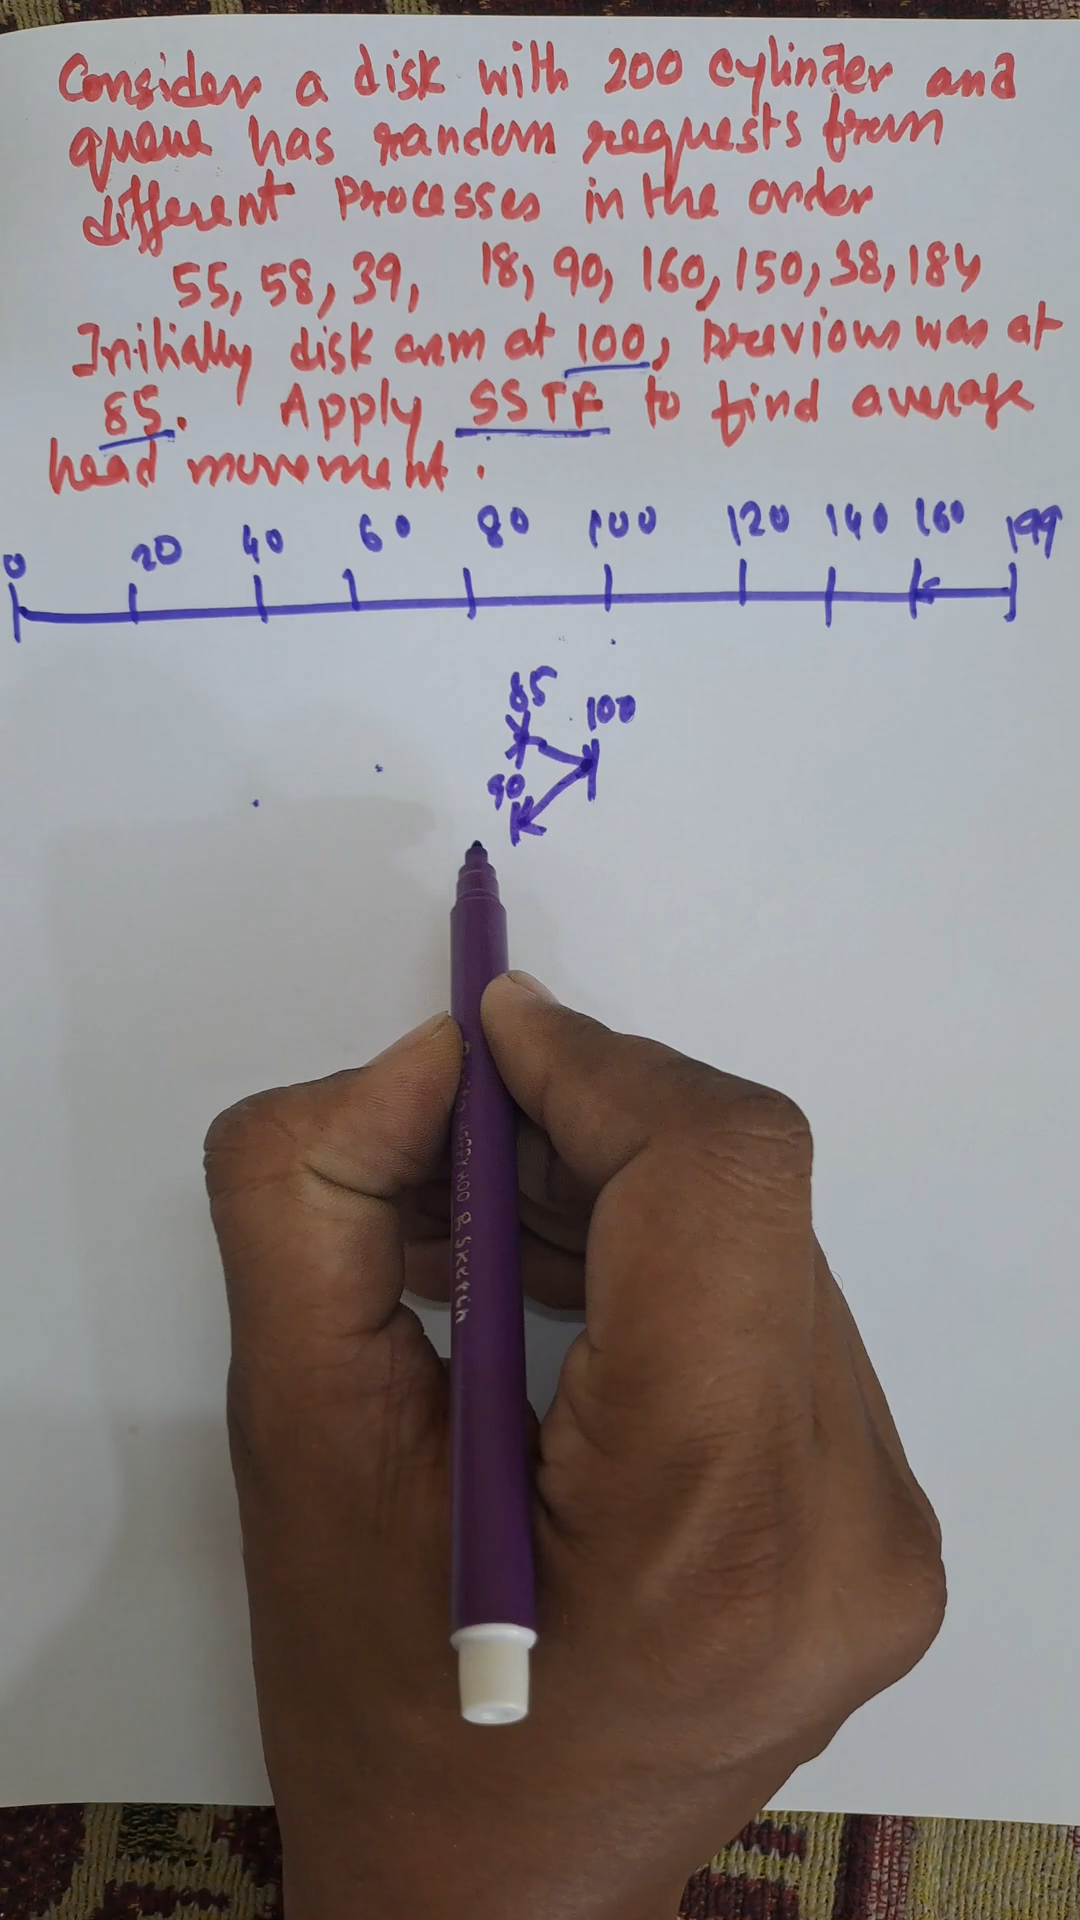 Consider a disk with 200 cylinder and
queue has random requests from
different Processes in the order
55, 58, 39, 18, 90, 160, 150, 38, 184
Initially disk arm at 100, previous was at
85. Apply SSTF to find average
head movement.
0 20 40 60 80 100 120 140 160 199
85
100
90
Sketch